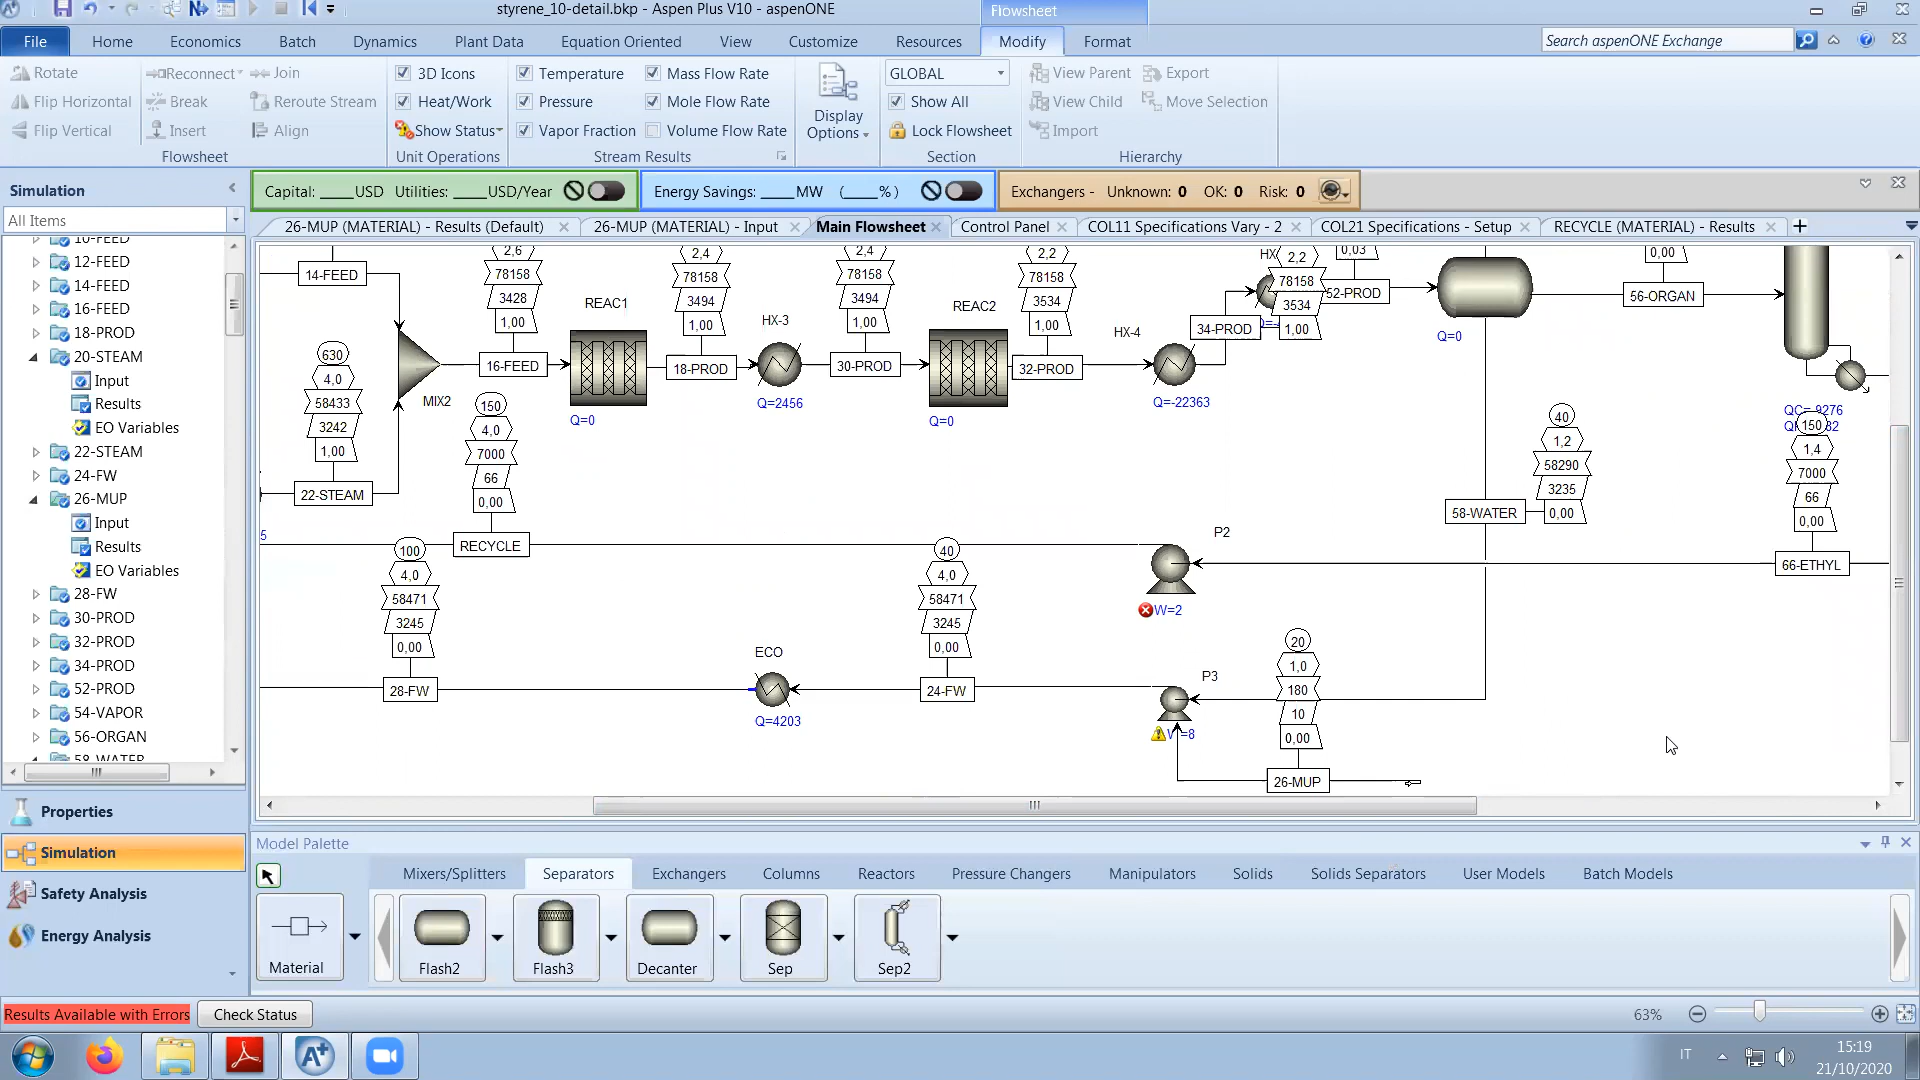 styrene_10-detail.bkp - Aspen Plus V10 - aspenONE
Flowsheet
File
Home
Economics
Batch
Dynamics
Plant Data
Equation Oriented
View
Customize
Resources
Modify
Format
Search aspenONE Exchange
Rotate
Flip Horizontal
Flip Vertical
Reconnect
Break
Insert
Join
Reroute Stream
Align
Flowsheet
3D Icons
Heat/Work
Show Status
Unit Operations
Temperature
Pressure
Vapor Fraction
Mass Flow Rate
Mole Flow Rate
Volume Flow Rate
Stream Results
Display
Options
GLOBAL
Show All
Lock Flowsheet
Section
View Parent
View Child
Import
Export
Move Selection
Hierarchy
Simulation
All Items
Capital: ____USD Utilities: ____USD/Year
Energy Savings: ____MW (____%)
Exchangers - Unknown: 0 OK: 0 Risk: 0
26-MUP (MATERIAL) - Results (Default)
26-MUP (MATERIAL) - Input
Main Flowsheet
Control Panel
COL11 Specifications Vary - 2
COL21 Specifications - Setup
RECYCLE (MATERIAL) - Results
10-FEED
12-FEED
14-FEED
16-FEED
18-PROD
20-STEAM
Input
Results
EO Variables
22-STEAM
24-FW
26-MUP
Input
Results
EO Variables
28-FW
30-PROD
32-PROD
34-PROD
52-PROD
54-VAPOR
56-ORGAN
58-WATER
Properties
Simulation
Safety Analysis
Energy Analysis
14-FEED
630
4,0
58433
3242
1,00
22-STEAM
MIX2
2,6
78158
3428
1,00
16-FEED
REAC1
Q=0
2,4
78158
3494
1,00
18-PROD
HX-3
Q=2456
2,4
78158
3494
1,00
30-PROD
REAC2
Q=0
2,2
78158
3534
1,00
32-PROD
HX-4
Q=-22363
34-PROD
HX
2,2
78158
3534
1,00
0,03
52-PROD
Q=0
0,00
56-ORGAN
40
1,2
58290
3235
0,00
58-WATER
150
1,4
7000
66
0,00
66-ETHYL
150
4,0
7000
66
0,00
RECYCLE
5
100
4,0
58471
3245
0,00
28-FW
ECO
Q=4203
40
4,0
58471
3245
0,00
24-FW
P2
W=2
P3
20
1,0
180
10
0,00
26-MUP
Model Palette
Mixers/Splitters
Separators
Exchangers
Columns
Reactors
Pressure Changers
Manipulators
Solids
Solids Separators
User Models
Batch Models
Material
Flash2
Flash3
Decanter
Sep
Sep2
Results Available with Errors
Check Status
63%
IT
15:19
21/10/2020